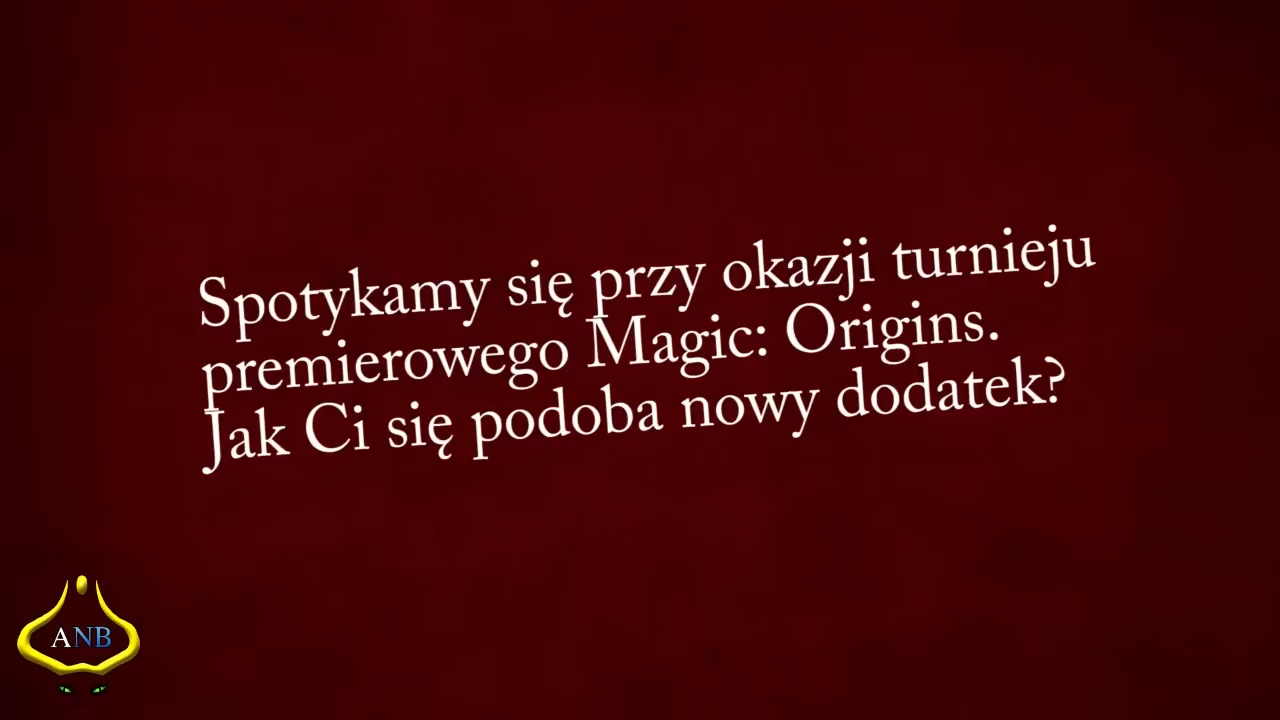 Spotykamy się przy okazji turnieju
premierowego Magic: Origins.
Jak Ci się podoba nowy dodatek?
ANB